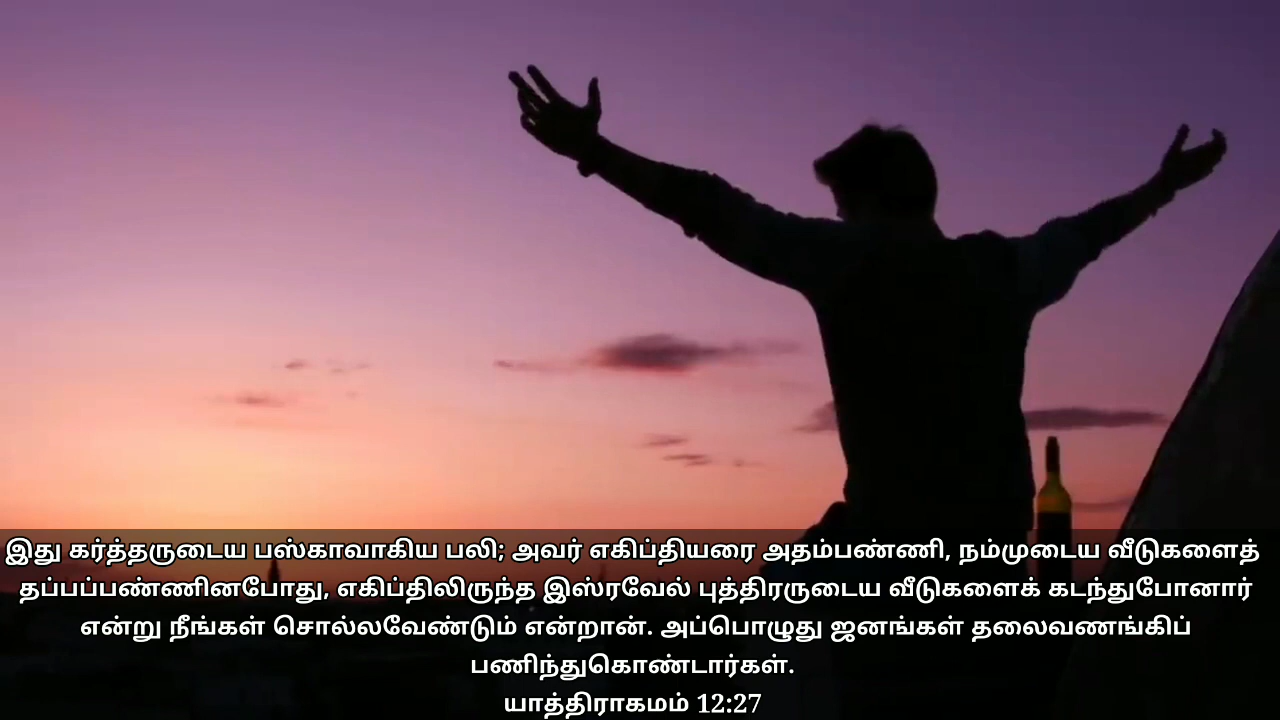 இது கர்த்தருடைய பஸ்காவாகிய பலி; அவர் எகிப்தியரை அதம்பண்ணி, நம்முடைய வீடுகளைத்
தப்பப்பண்ணினபோது, எகிப்திலிருந்த இஸ்ரவேல் புத்திரருடைய வீடுகளைக் கடந்துபோனார்
என்று நீங்கள் சொல்லவேண்டும் என்றான். அப்பொழுது ஜனங்கள் தலைவணங்கிப்
பணிந்துகொண்டார்கள்.
யாத்திராகமம் 12:27